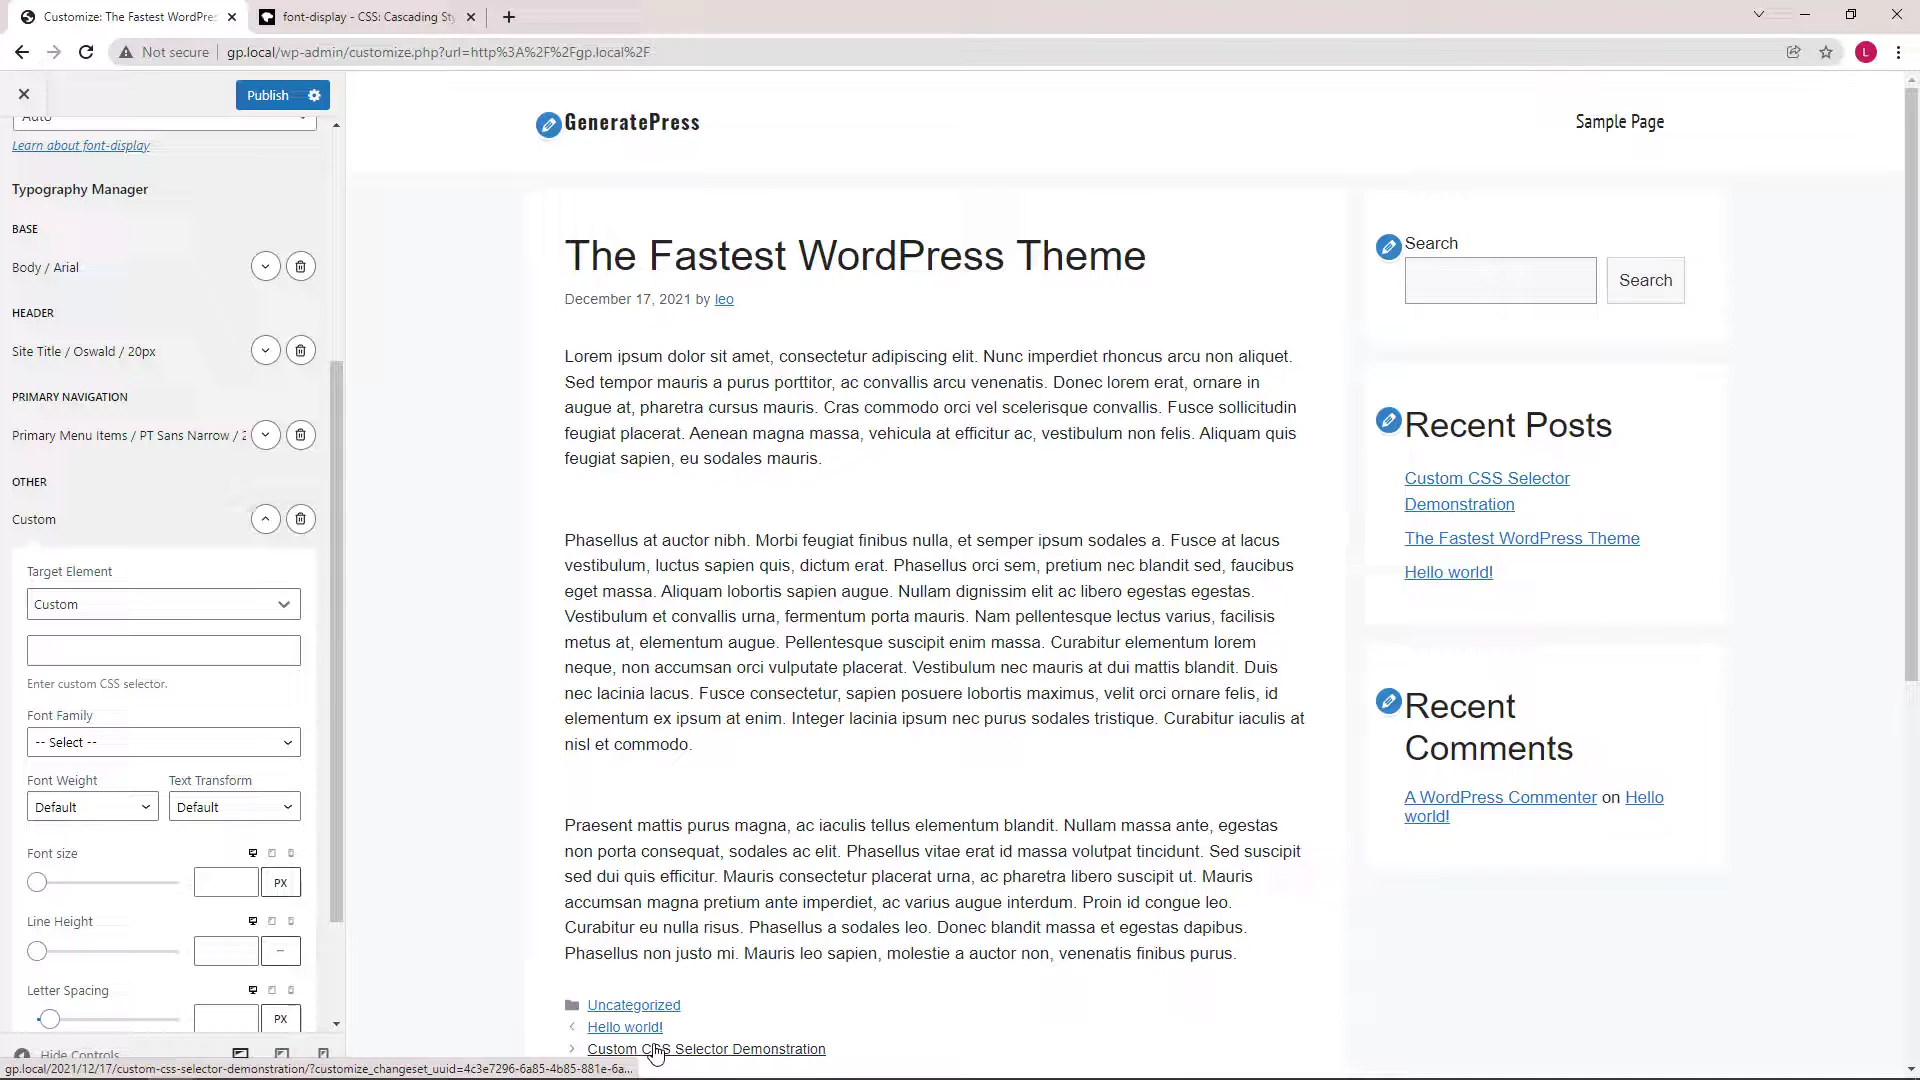 Customize: The Fastest WordPres
font-display - CSS: Cascading Sty
Not secure
gp.local/wp-admin/customize.php?url=http%3A%2F%2Fgp.local%2F
L
Publish
Auto
Learn about font-display
Typography Manager
BASE
Body / Arial
HEADER
Site Title / Oswald / 20px
PRIMARY NAVIGATION
Primary Menu Items / PT Sans Narrow / 2
OTHER
Custom
Target Element
Custom
Enter custom CSS selector.
Font Family
-- Select --
Font Weight
Text Transform
Default
Default
Font size
PX
Line Height
—
Letter Spacing
PX
Hide Controls
gp.local/2021/12/17/custom-css-selector-demonstration/?customize_changeset_uuid=4c3e7296-6a85-4b85-881e-6a...
GeneratePress
Sample Page
The Fastest WordPress Theme
December 17, 2021 by leo
Lorem ipsum dolor sit amet, consectetur adipiscing elit. Nunc imperdiet rhoncus arcu non aliquet.
Sed tempor mauris a purus porttitor, ac convallis arcu venenatis. Donec lorem erat, ornare in
augue at, pharetra cursus mauris. Cras commodo orci vel scelerisque convallis. Fusce sollicitudin
feugiat placerat. Aenean magna massa, vehicula at efficitur ac, vestibulum non felis. Aliquam quis
feugiat sapien, eu sodales mauris.
Phasellus at auctor nibh. Morbi feugiat finibus nulla, et semper ipsum sodales a. Fusce at lacus
vestibulum, luctus sapien quis, dictum erat. Phasellus orci sem, pretium nec blandit sed, faucibus
eget massa. Aliquam lobortis sapien augue. Nullam dignissim elit ac libero egestas egestas.
Vestibulum et convallis urna, fermentum porta mauris. Nam pellentesque lectus varius, facilisis
metus at, elementum augue. Pellentesque suscipit enim massa. Curabitur elementum lorem
neque, non accumsan orci vulputate placerat. Vestibulum nec mauris at dui mattis blandit. Duis
nec lacinia lacus. Fusce consectetur, sapien posuere lobortis maximus, velit orci ornare felis, id
elementum ex ipsum at enim. Integer lacinia ipsum nec purus sodales tristique. Curabitur iaculis at
nisl et commodo.
Praesent mattis purus magna, ac iaculis tellus elementum blandit. Nullam massa ante, egestas
non porta consequat, sodales ac elit. Phasellus vitae erat id massa volutpat tincidunt. Sed suscipit
sed dui quis efficitur. Mauris consectetur placerat urna, ac pharetra libero suscipit ut. Mauris
accumsan magna pretium ante imperdiet, ac varius augue interdum. Proin id congue leo.
Curabitur eu nulla risus. Phasellus a sodales leo. Donec blandit massa et egestas dapibus.
Phasellus non justo mi. Mauris leo sapien, molestie a auctor non, venenatis finibus purus.
Uncategorized
Hello world!
Custom CSS Selector Demonstration
Search
Search
Recent Posts
Custom CSS Selector
Demonstration
The Fastest WordPress Theme
Hello world!
Recent
Comments
A WordPress Commenter on Hello
world!